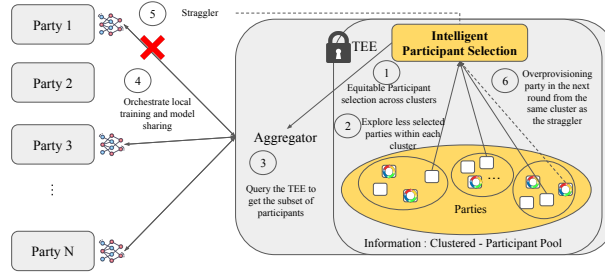 Party 1
5
Straggler
TEE
Intelligent
Participant Selection
1
Equitable Participant
selection across clusters
6
Overprovisioning
party in the next
round from the
same cluster as
the straggler
Party 2
4
Orchestrate local
training and model
sharing
2
Explore less selected
parties within each
cluster
Party 3
Aggregator
3
Query the TEE to
get the subset of
participants
...
⋮
Parties
Party N
Information : Clustered - Participant Pool